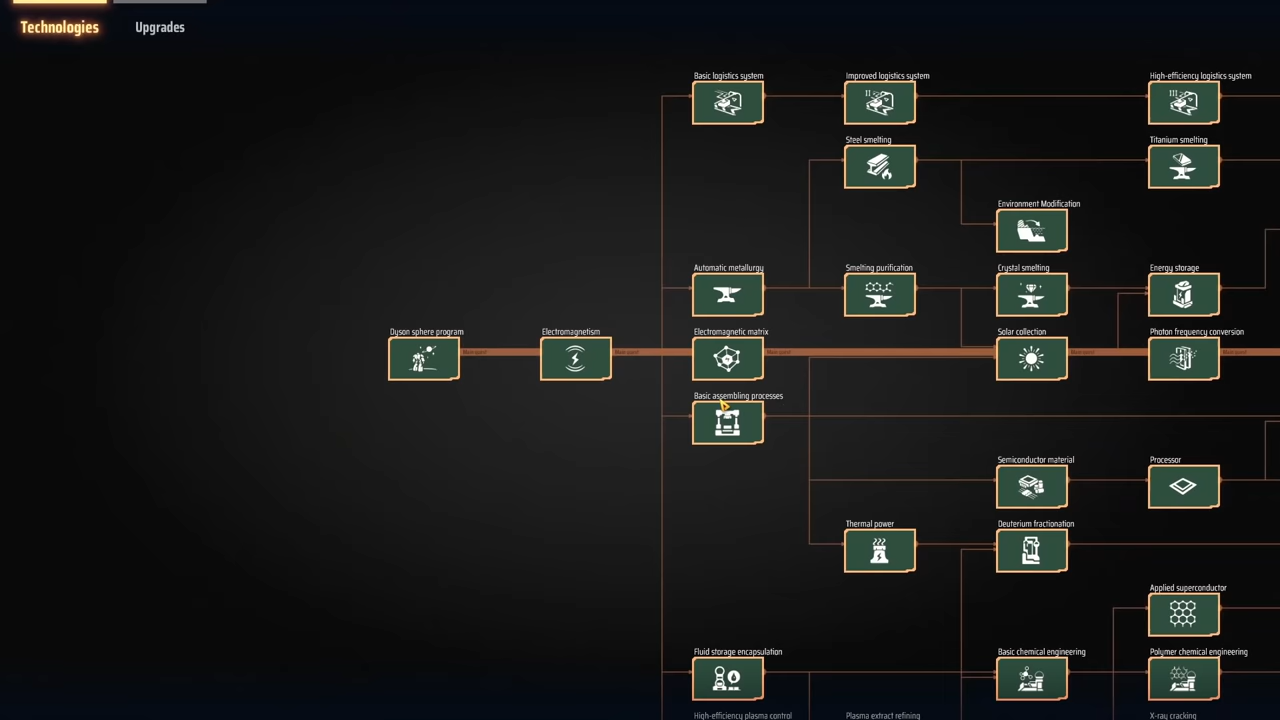 Technologies
Upgrades
Basic logistics system
Improved logistics system
High-efficiency logistics system
Steel smelting
Titanium smelting
Environment Modification
Automatic metallurgy
Smelting purification
Crystal smelting
Energy storage
Dyson sphere program
Electromagnetism
Electromagnetic matrix
Solar collection
Photon frequency conversion
Basic assembling processes
Semiconductor material
Processor
Thermal power
Deuterium fractionation
Applied superconductor
Fluid storage encapsulation
Basic chemical engineering
Polymer chemical engineering
High-efficiency plasma control
Plasma extract refining
X-ray cracking